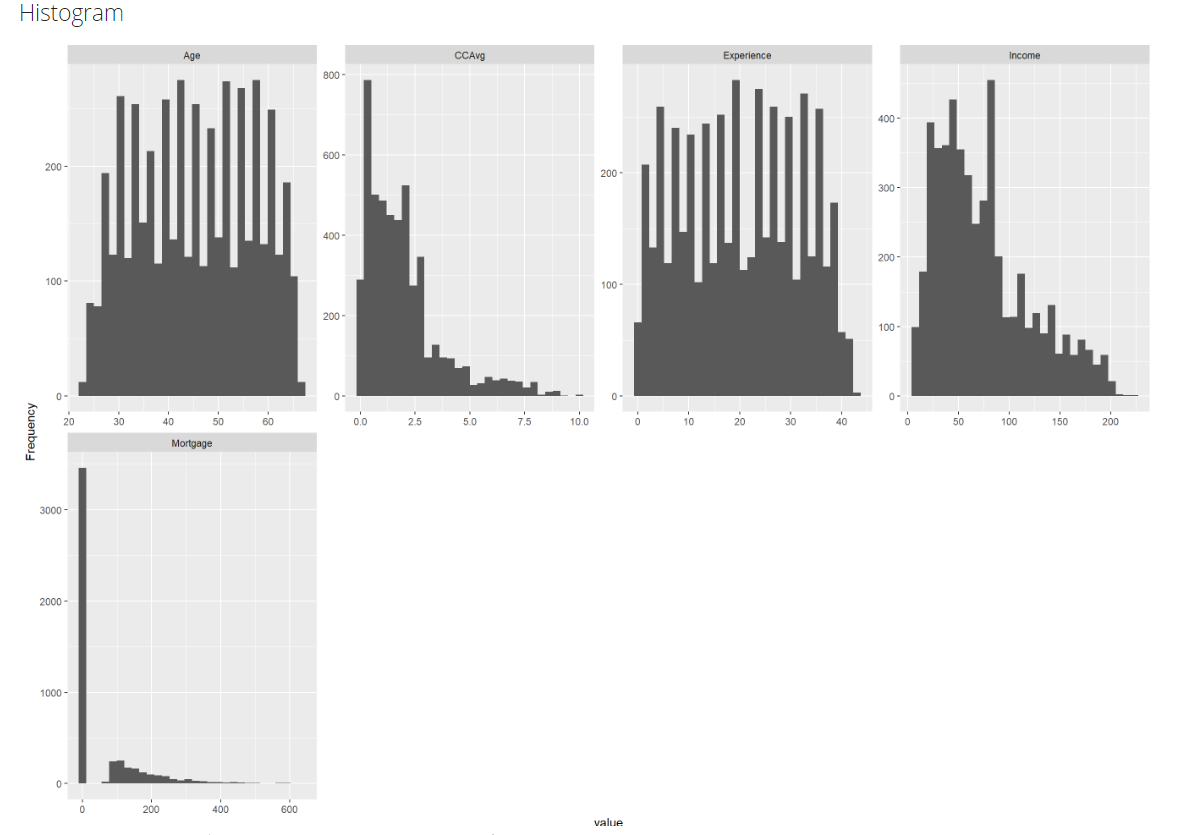 Histogram
Age CCAvg Experience Income
800
400
200 600 200 300
400 200
100 100
200 100
0 0 0 0
20 30 40 50 60 0.0 2.5 5.0 7.5 10.0 0 10 20 30 40 0 50 100 150 200
Frequency
Mortgage
3000
2000
1000
0
0 200 400 600
value